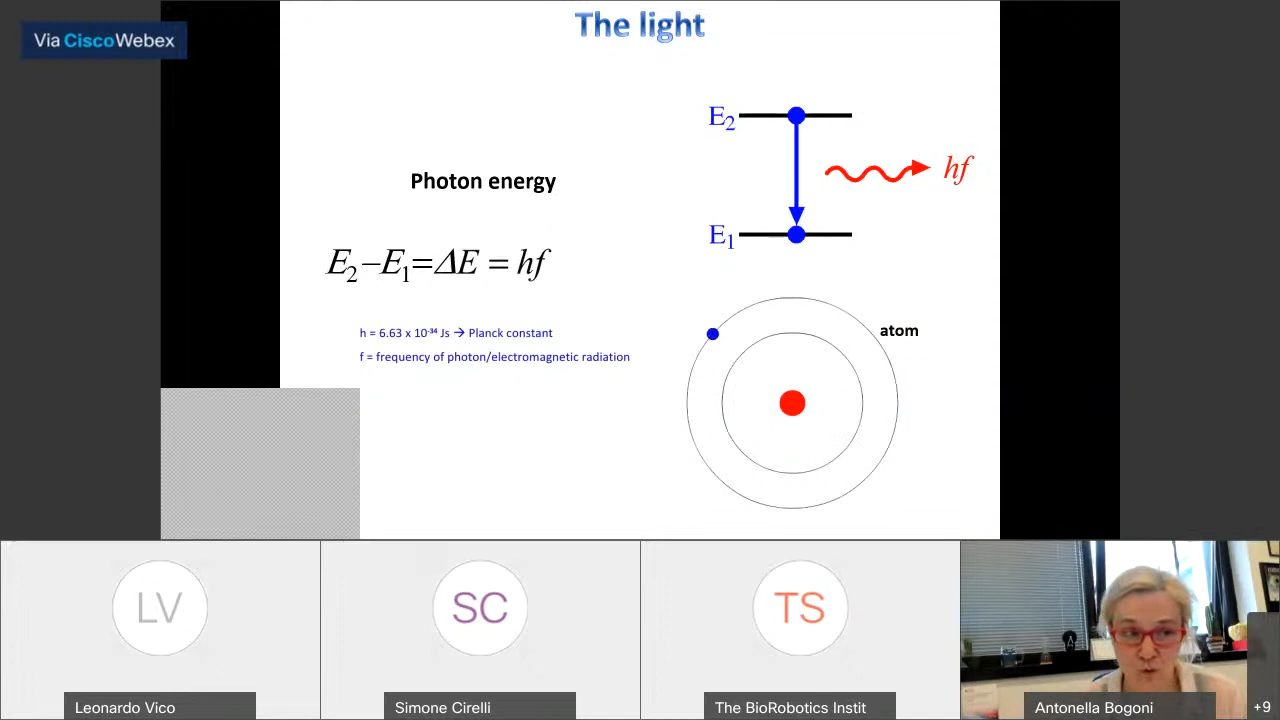 Via Cisco Webex
The light
E2
hf
Photon energy
E1
E2–E1=ΔE = hf
h = 6.63 x 10⁻³⁴ Js → Planck constant
f = frequency of photon/electromagnetic radiation
atom
LV
SC
TS
Leonardo Vico
Simone Cirelli
The BioRobotics Instit
Antonella Bogoni
+9